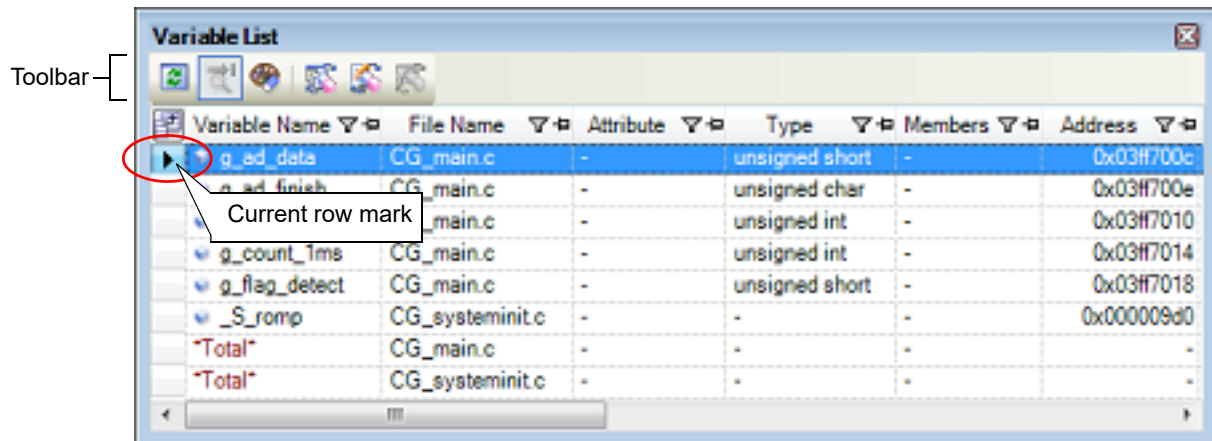 Variable List
Toolbar
Variable Name File Name Attribute Type Members Address
g_ad_data CG_main.c - unsigned short - 0x03ff700c
g_ad_finish CG_main.c - unsigned char - 0x03ff700e
Current row mark
_main.c - unsigned int - 0x03ff7010
g_count_1ms CG_main.c - unsigned int - 0x03ff7014
g_flag_detect CG_main.c - unsigned short - 0x03ff7018
_S_romp CG_systeminit.c - - - 0x000009d0
*Total* CG_main.c - - - -
*Total* CG_systeminit.c - - - -